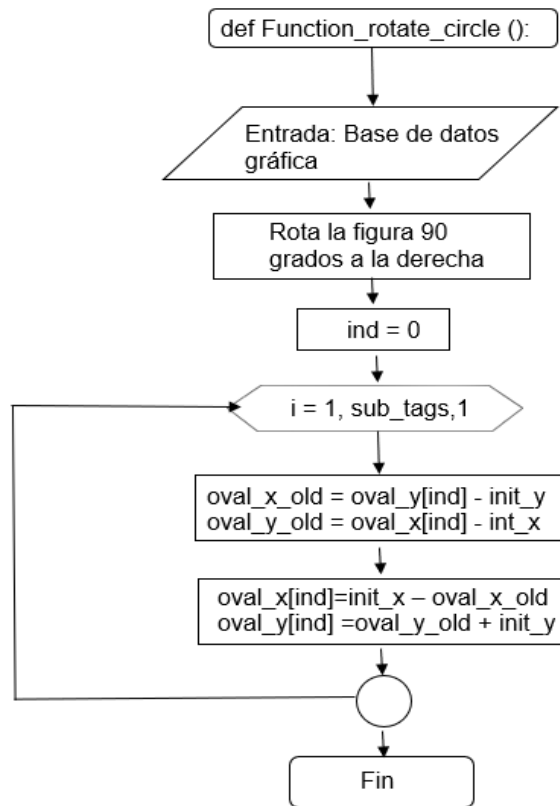 def Function_rotate_circle ():
Entrada: Base de datos
gráfica
Rota la figura 90
grados a la derecha
ind = 0
i = 1, sub_tags,1
oval_x_old = oval_y[ind] - init_y
oval_y_old = oval_x[ind] - int_x
oval_x[ind]=init_x – oval_x_old
oval_y[ind] =oval_y_old + init_y
Fin